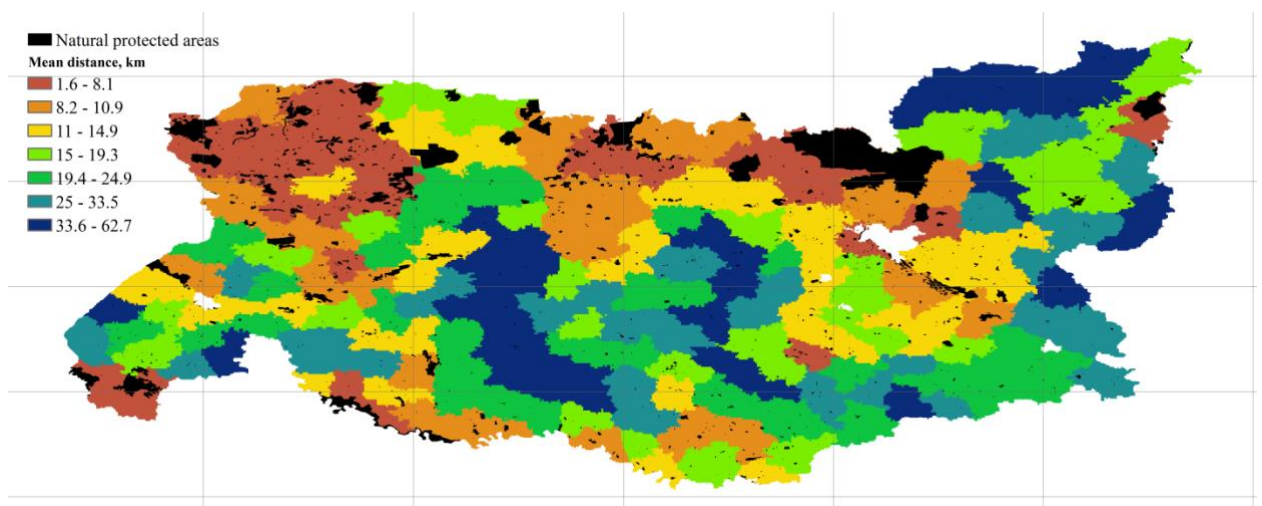 Natural protected areas
Mean distance, km
1.6 - 8.1
8.2 - 10.9
11 - 14.9
15 - 19.3
19.4 - 24.9
25 - 33.5
33.6 - 62.7